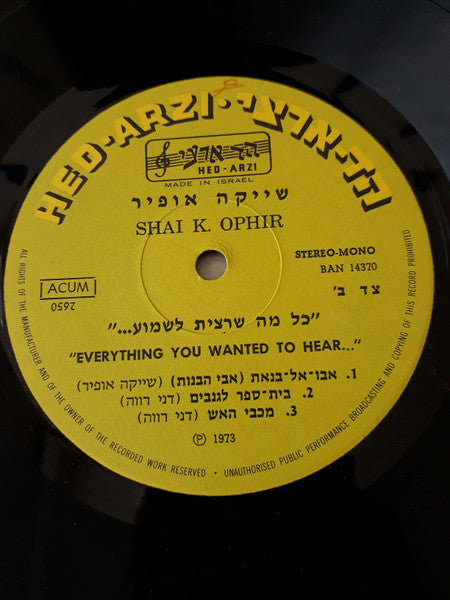 HED-ARZI • הד-ארצי
הד ארצי
HED-ARZI
MADE IN ISRAEL
שייקה אופיר
SHAI K. OPHIR
STEREO-MONO
BAN 14370
ACUM
2650
צד ב'
"כל מה שרצית לשמוע..."
"EVERYTHING YOU WANTED TO HEAR..."
1. אבו-אל-בנאת (אבי הבנות) (שייקה אופיר)
2. בית-ספר לגנבים (דני רווה)
3. מכבי האש (דני רווה)
Ⓟ 1973
ALL RIGHTS OF THE MANUFACTURER AND OF THE OWNER OF THE RECORDED WORK RESERVED • UNAUTHORISED PUBLIC PERFORMANCE BROADCASTING AND COPYING OF THIS RECORD PROHIBITED